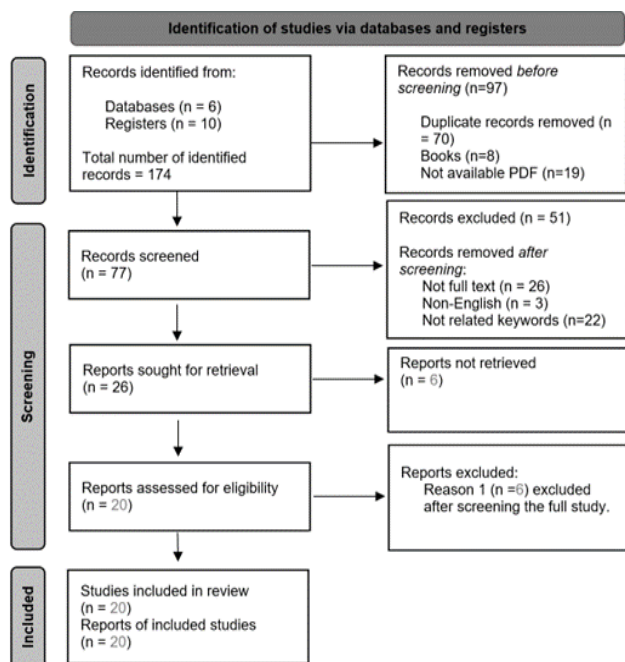 Identification of studies via databases and registers
Identification
Records identified from:
Databases (n = 6)
Registers (n = 10)
Total number of identified
records = 174
Records removed before
screening (n=97)
Duplicate records removed (n
= 70)
Books (n=8)
Not available PDF (n=19)
Screening
Records screened
(n = 77)
Records excluded (n = 51)
Records removed after
screening:
Not full text (n = 26)
Non-English (n = 3)
Not related keywords (n=22)
Reports sought for retrieval
(n = 26)
Reports not retrieved
(n = 6)
Reports assessed for eligibility
(n = 20)
Reports excluded:
Reason 1 (n =6) excluded
after screening the full study.
Included
Studies included in review
(n = 20)
Reports of included studies
(n = 20)